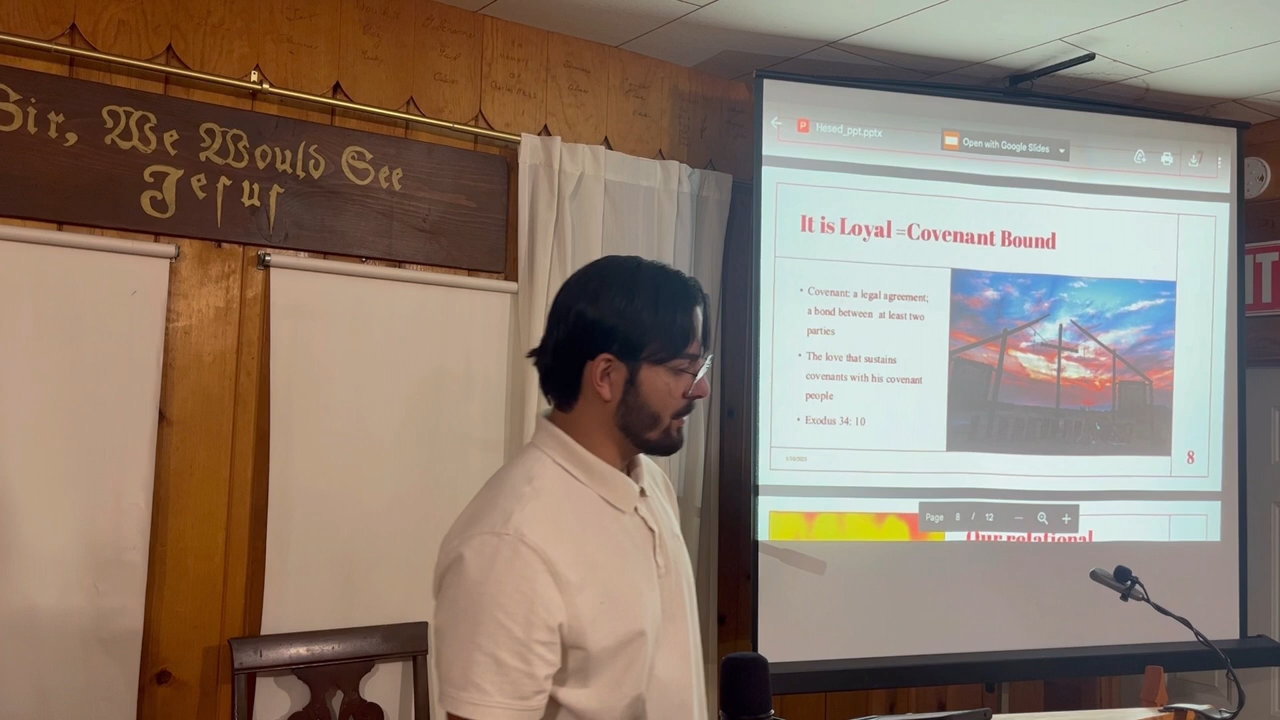 Sir, We Would See
Jesus
Hesed_ppt.pptx
Open with Google Slides
It is Loyal =Covenant Bound
• Covenant: a legal agreement;
a bond between at least two
parties
• The love that sustains
covenants with his covenant
people
• Exodus 34: 10
8
Page 8 / 12
Our relational